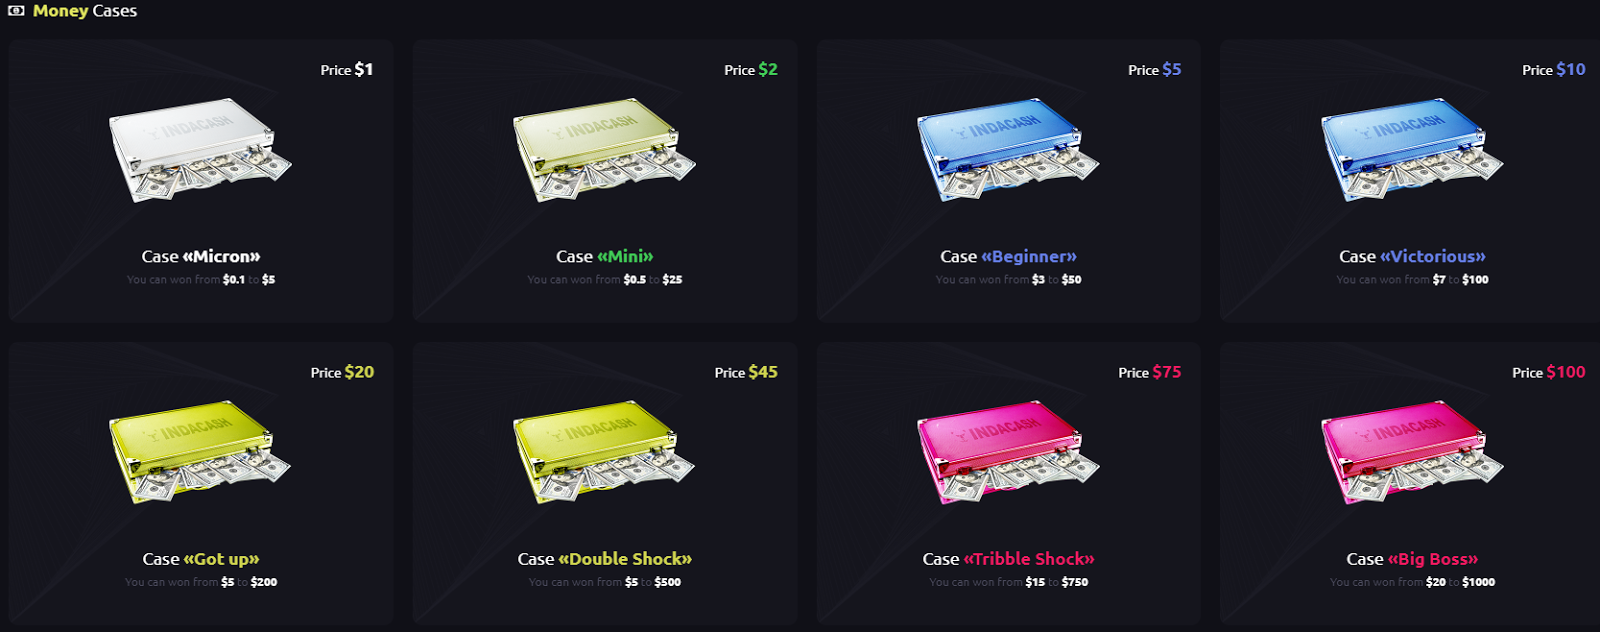 Money Cases
Price $1
INDACASH
Case «Micron»
You can won from $0.1 to $5
Price $2
INDACASH
Case «Mini»
You can won from $0.5 to $25
Price $5
INDACASH
Case «Beginner»
You can won from $3 to $50
Price $10
INDACASH
Case «Victorious»
You can won from $7 to $100
Price $20
INDACASH
Case «Got up»
You can won from $5 to $200
Price $45
INDACASH
Case «Double Shock»
You can won from $5 to $500
Price $75
INDACASH
Case «Tribble Shock»
You can won from $15 to $750
Price $100
INDACASH
Case «Big Boss»
You can won from $20 to $1000